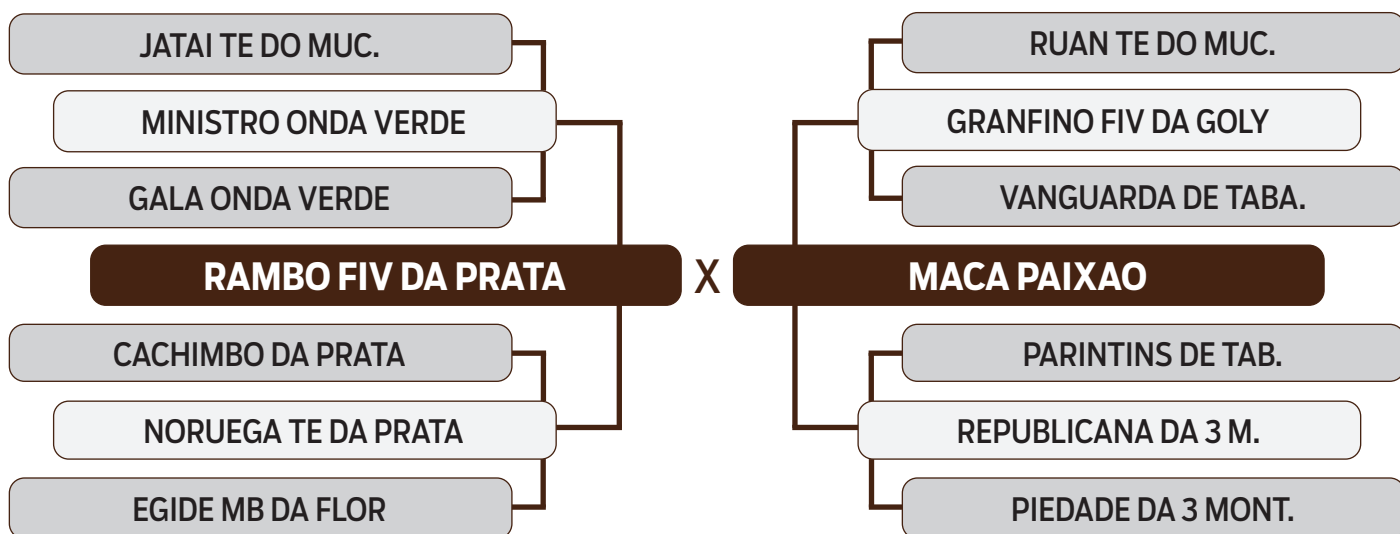 JATAI TE DO MUC.
MINISTRO ONDA VERDE
GALA ONDA VERDE
RAMBO FIV DA PRATA
CACHIMBO DA PRATA
NORUEGA TE DA PRATA
EGIDE MB DA FLOR
X
RUAN TE DO MUC.
GRANFINO FIV DA GOLY
VANGUARDA DE TABA.
MACA PAIXAO
PARINTINS DE TAB.
REPUBLICANA DA 3 M.
PIEDADE DA 3 MONT.